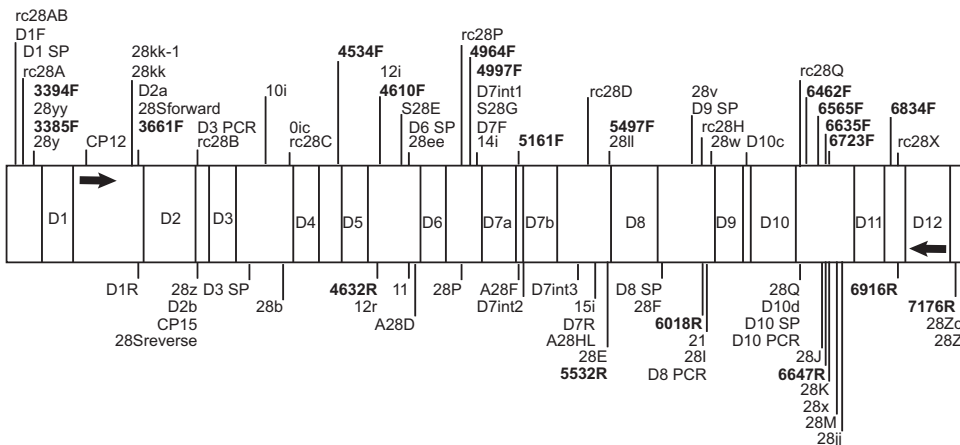 rc28AB
D1F
D1 SP
rc28A
3394F
28yy
3385F
28y
CP12
28kk-1
28kk
D2a
28Sforward
3661F
D3 PCR
rc28B
10i
0ic
rc28C
4534F
12i
4610F
S28E
D6 SP
28ee
rc28P
4964F
4997F
D7int1
S28G
D7F
14i
5161F
rc28D
5497F
28ll
28v
D9 SP
rc28H
28w
D10c
rc28Q
6462F
6565F
6635F
6723F
6834F
rc28X
D1
D2
D3
D4
D5
D6
D7a
D7b
D8
D9
D10
D11
D12
D1R
28z
D2b
CP15
28Sreverse
D3 SP
28b
4632R
12r
11
A28D
28P
A28F
D7int2
D7int3
15i
D7R
A28HL
28E
5532R
D8 SP
28F
6018R
21
28I
D8 PCR
28Q
D10d
D10 SP
D10 PCR
28J
6647R
28K
28x
28M
28jj
6916R
7176R
28Zc
28Z